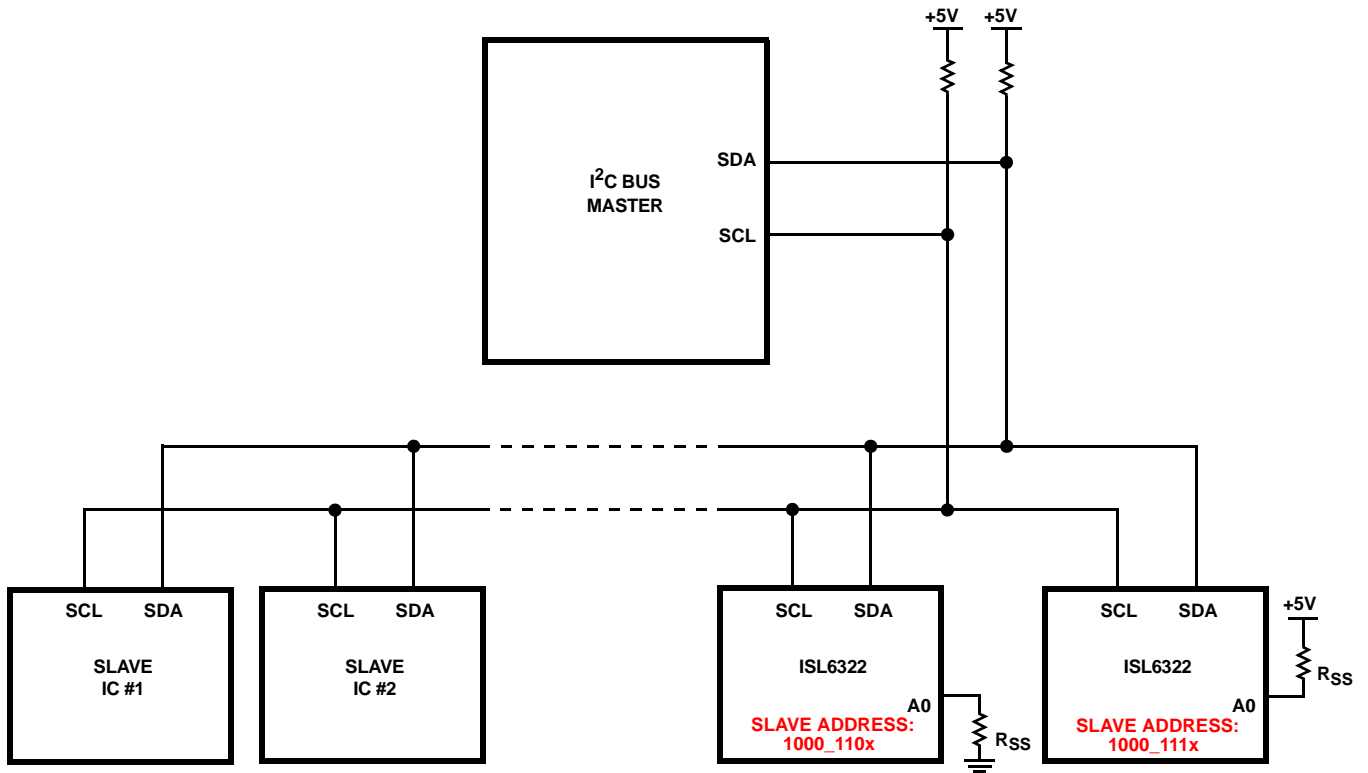 +5V
+5V
SDA
I²C BUS
MASTER
SCL
SCL
SDA
SLAVE
IC #1
SCL
SDA
SLAVE
IC #2
SCL
SDA
ISL6322
A0
SLAVE ADDRESS:
1000_110x
RSS
SCL
SDA
ISL6322
A0
SLAVE ADDRESS:
1000_111x
+5V
RSS